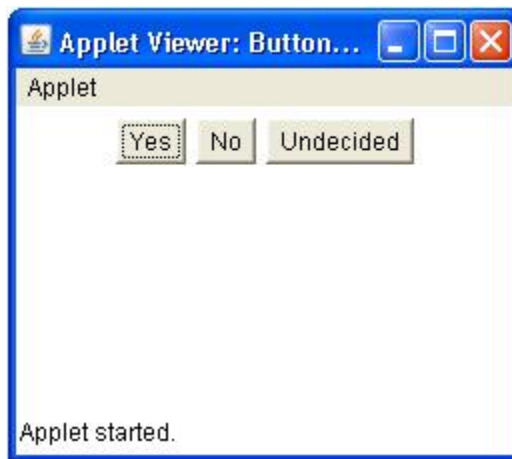 Applet Viewer: Button...
Applet
Yes No Undecided
Applet started.